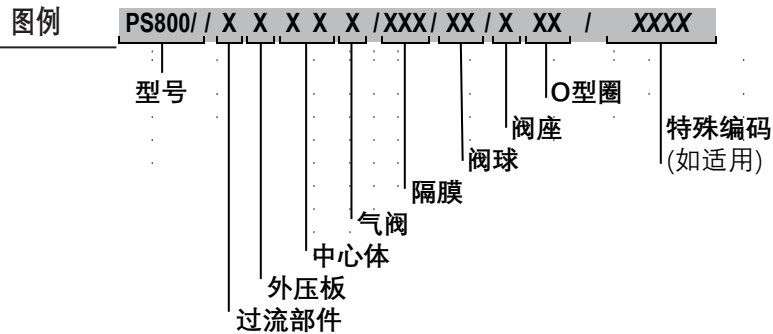 图例
PS800/ / X X X X X / XXX / XX / X XX / XXXX
型号
O型圈
阀座
特殊编码
阀球
(如适用)
隔膜
气阀
中心体
外压板
过流部件